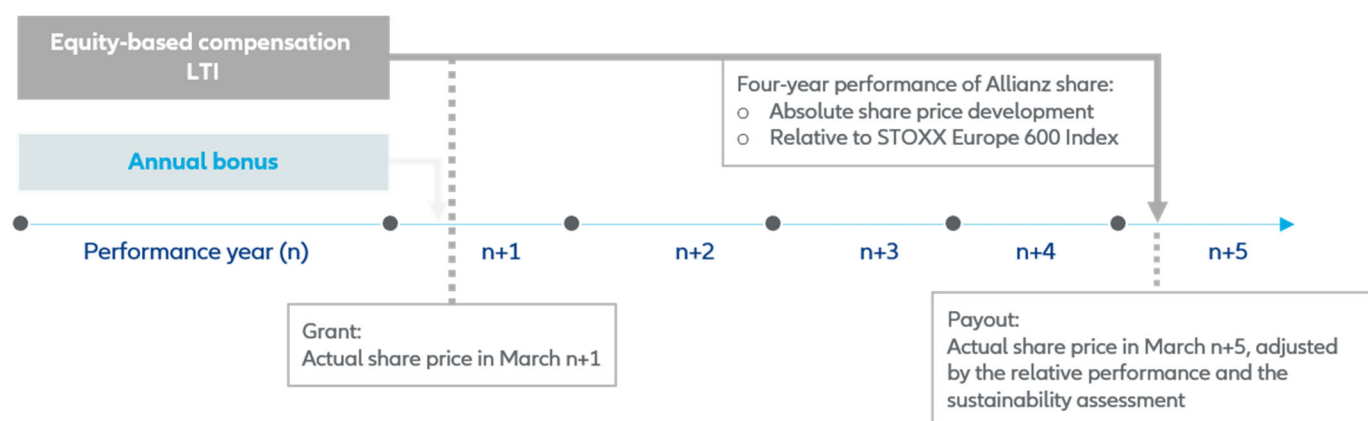 Equity-based compensation
LTI
Four-year performance of Allianz share:
o Absolute share price development
o Relative to STOXX Europe 600 Index
Annual bonus
Performance year (n)
n+1
n+2
n+3
n+4
n+5
Grant:
Actual share price in March n+1
Payout:
Actual share price in March n+5, adjusted
by the relative performance and the
sustainability assessment